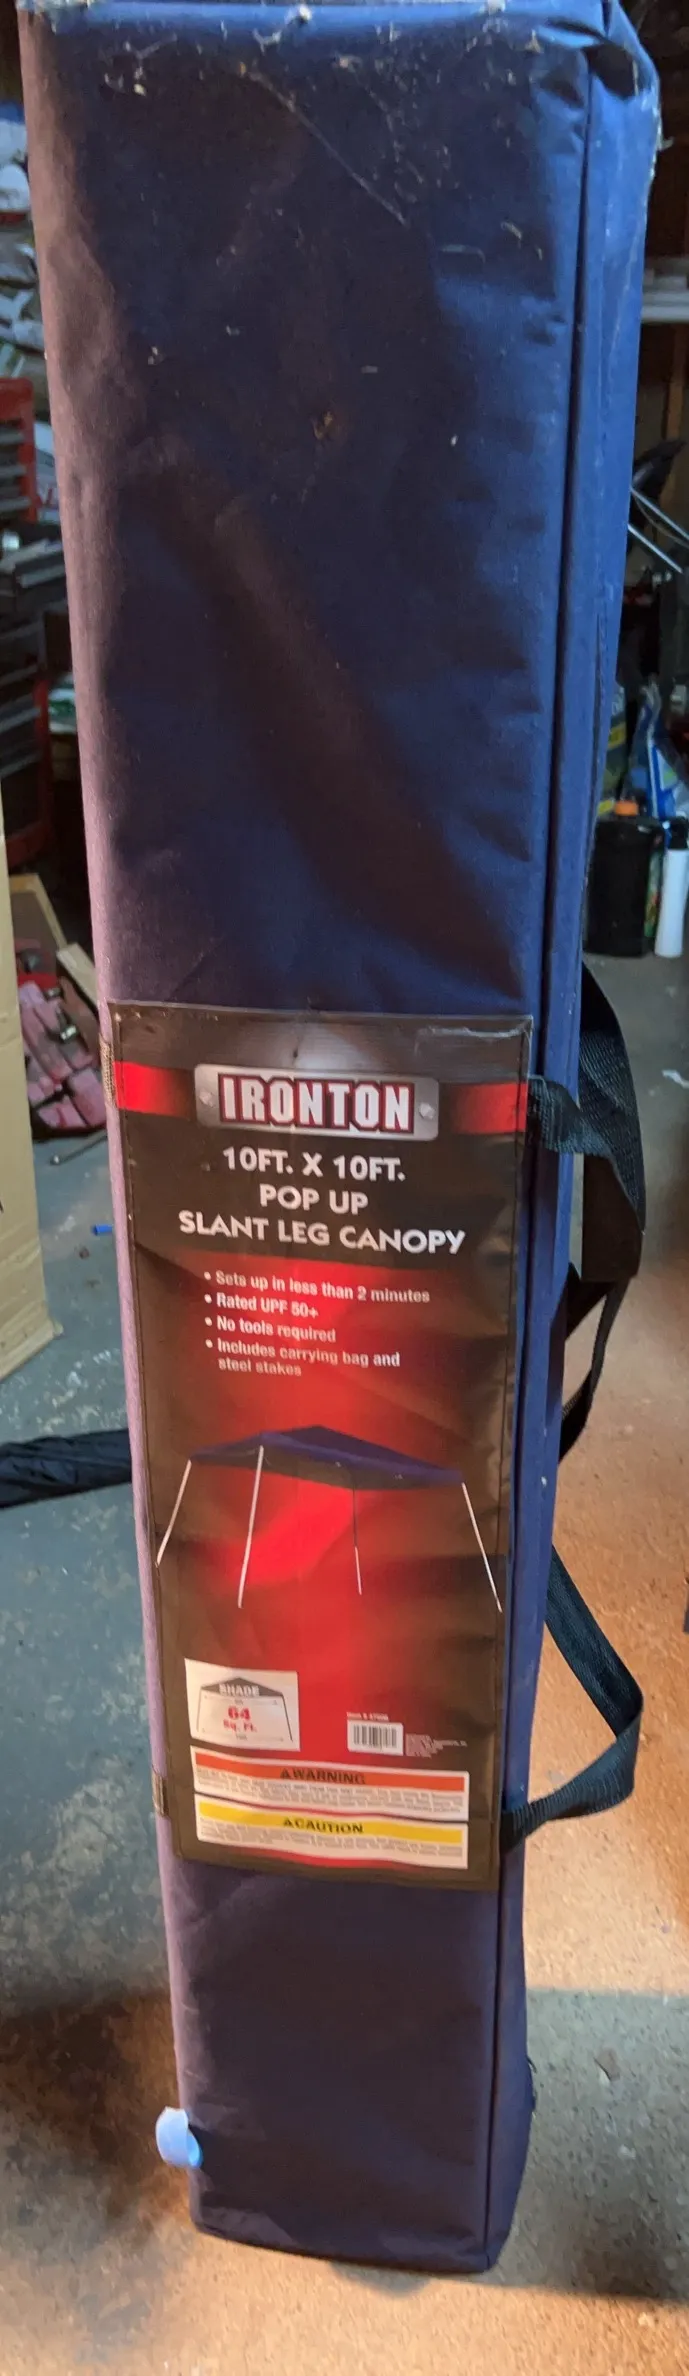 IRONTON
10FT. X 10FT.
POP UP
SLANT LEG CANOPY
• Sets up in less than 2 minutes
• Rated UPF 50+
• No tools required
• Includes carrying bag and
steel stakes
SHADE
64
Sq. Ft.
WARNING
CAUTION